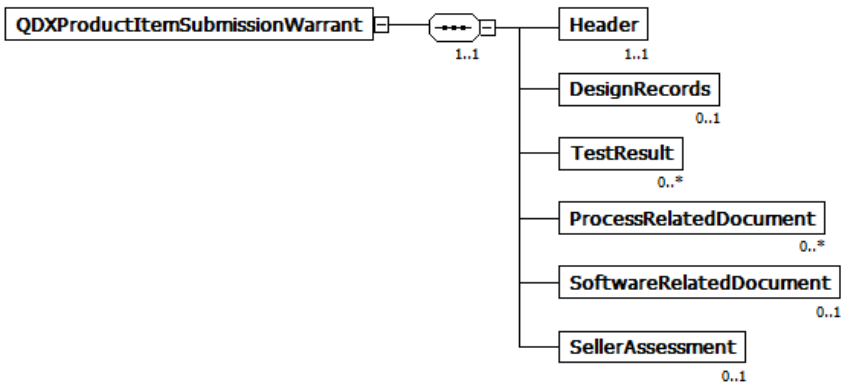 QDXProductItemSubmissionWarrant
1..1
Header
1..1
DesignRecords
0..1
TestResult
0..*
ProcessRelatedDocument
0..*
SoftwareRelatedDocument
0..1
SellerAssessment
0..1